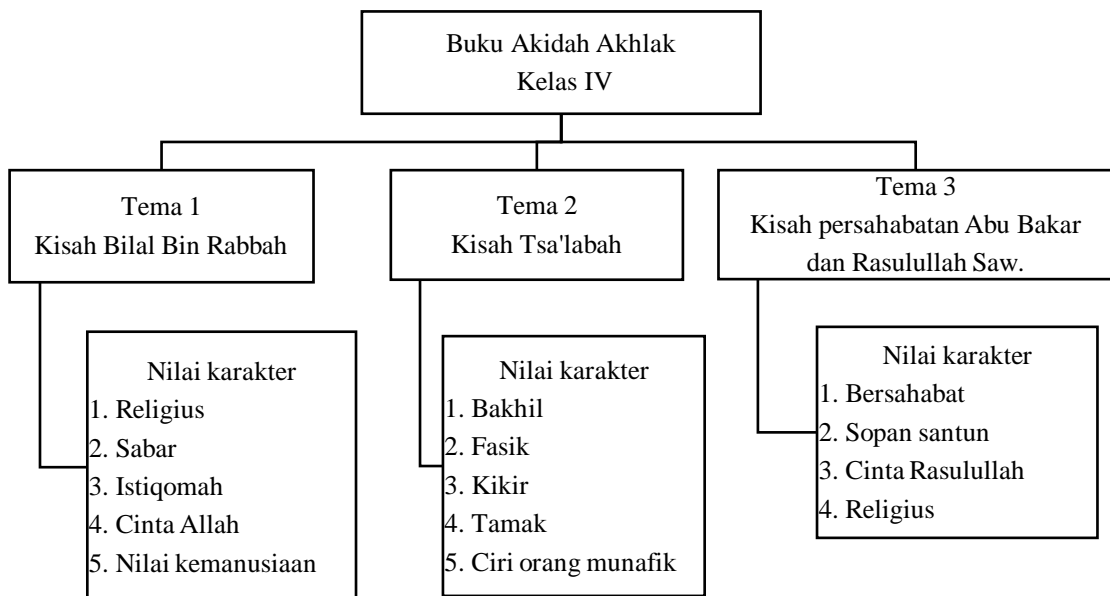 Buku Akidah Akhlak
Kelas IV
Tema 1
Kisah Bilal Bin Rabbah
Tema 2
Kisah Tsa'labah
Tema 3
Kisah persahabatan Abu Bakar
dan Rasulullah Saw.
Nilai karakter
1. Religius
2. Sabar
3. Istiqomah
4. Cinta Allah
5. Nilai kemanusiaan
Nilai karakter
1. Bakhil
2. Fasik
3. Kikir
4. Tamak
5. Ciri orang munafik
Nilai karakter
1. Bersahabat
2. Sopan santun
3. Cinta Rasulullah
4. Religius